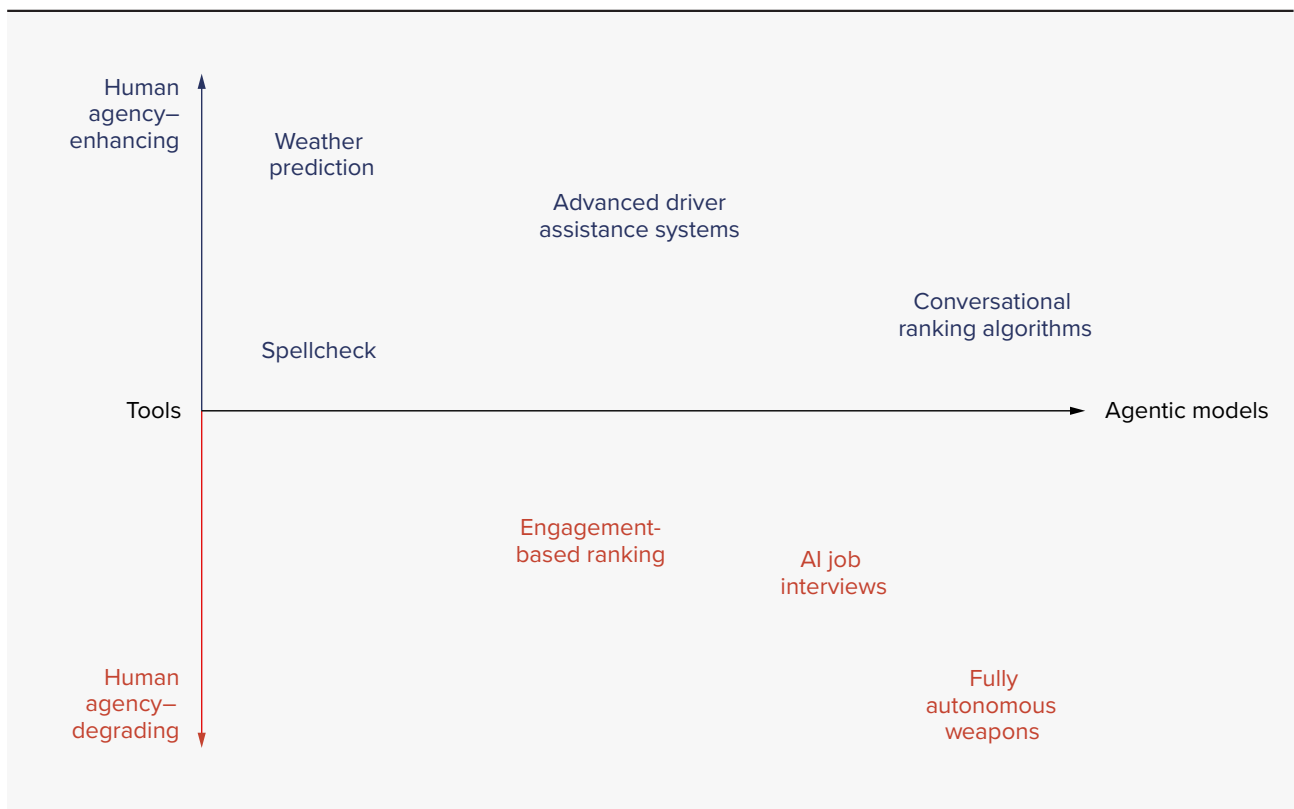 Human
agency–
enhancing
Weather
prediction
Advanced driver
assistance systems
Conversational
ranking algorithms
Spellcheck
Tools
Agentic models
Engagement-
based ranking
AI job
interviews
Human
agency–
degrading
Fully
autonomous
weapons